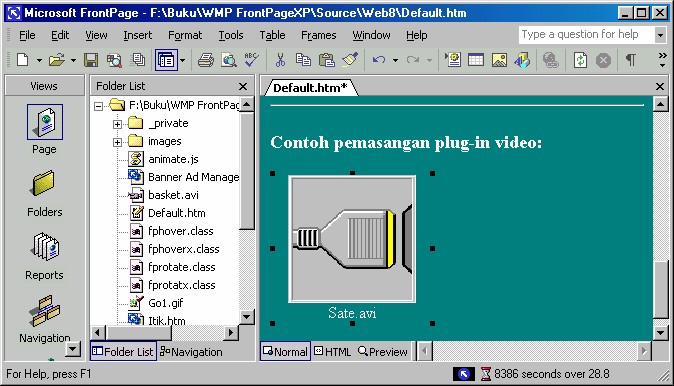 Microsoft FrontPage - F:\Buku\WMP FrontPageXP\Source\Web8\Default.htm
File Edit View Insert Format Tools Table Frames Window Help Type a question for help
Views
Folder List
Default.htm*
Page
Folders
Reports
Navigation
F:\Buku\WMP FrontPag
_private
images
animate.js
Banner Ad Manage
basket.avi
Default.htm
fphover.class
fphoverx.class
fprotate.class
fprotatx.class
Go1.gif
Itik.htm
Contoh pemasangan plug-in video:
Sate.avi
Folder List Navigation
Normal HTML Preview
For Help, press F1
8386 seconds over 28.8